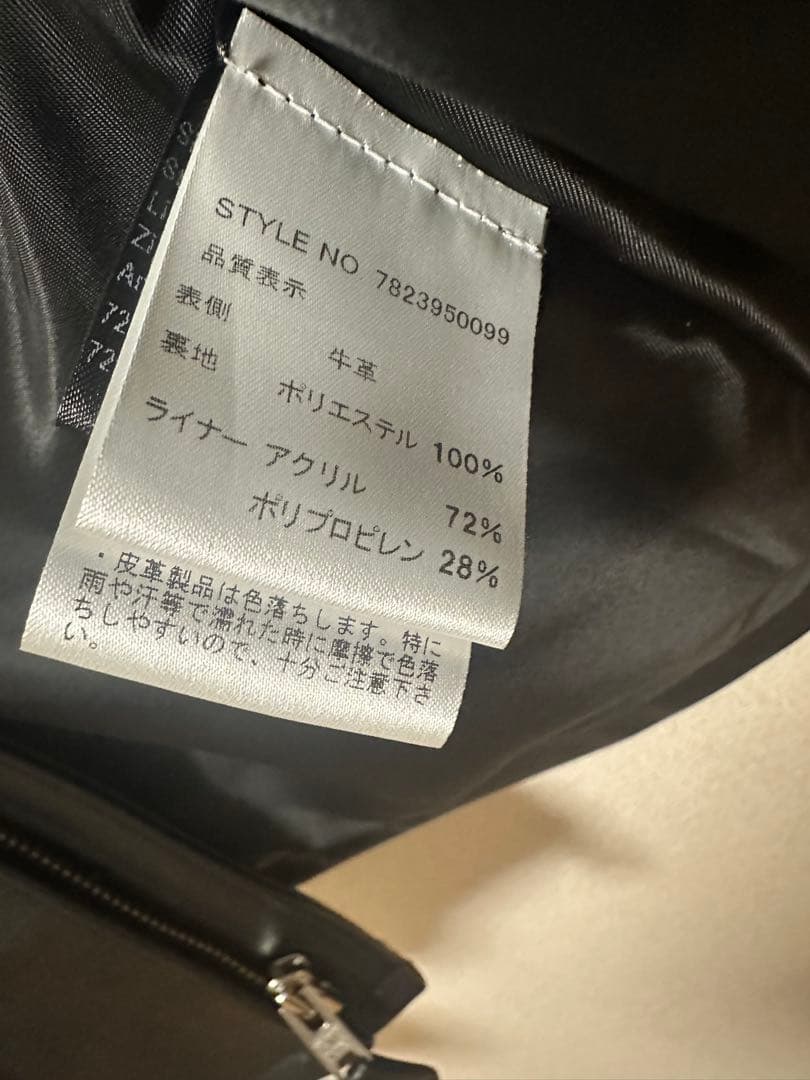 STYLE NO 7823950099
品質表示
表側 牛革
裏地 ポリエステル 100%
ライナー アクリル 72%
ポリプロピレン 28%
・皮革製品は色落ちします。特に
雨や汗等で濡れた時に摩擦で色落
ちしやすいので、十分ご注意下さ
い。